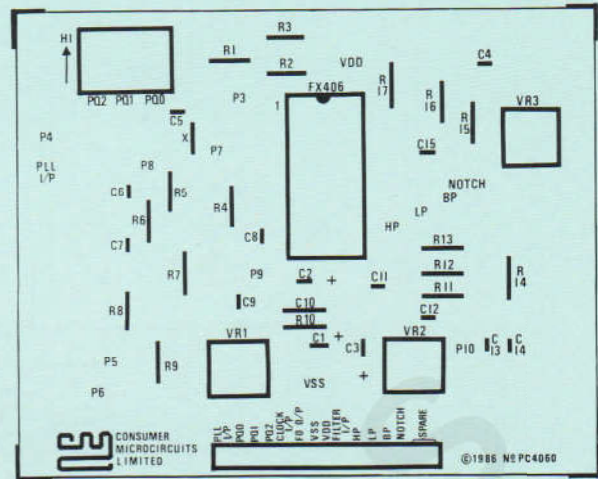 HI
R3
R1
VDD
C4
R2
FX406
R
17
PQ2 PQ1 PQ0
P3
1
R
16
VR3
C5
R
15
X
P4
P7
C15
PLL
I/P
P8
NOTCH
BP
C6
R5
R4
LP
R6
HP
C8
C7
R13
R7
P9
R12
R
14
C2
+
C11
R11
C9
R8
C10
R10
C12
VR1
+
VR2
C1
C3
P10
C
13
C
14
P5
R9
VSS
+
P6
PLL
I/P
PQ0
PQ1
PQ2
CLOCK
I/P
FO O/P
VSS
VDD
FILTER
I/P
HP
LP
BP
NOTCH
SPARE
CONSUMER
MICROCIRCUITS
LIMITED
©1986 Nº PC4060